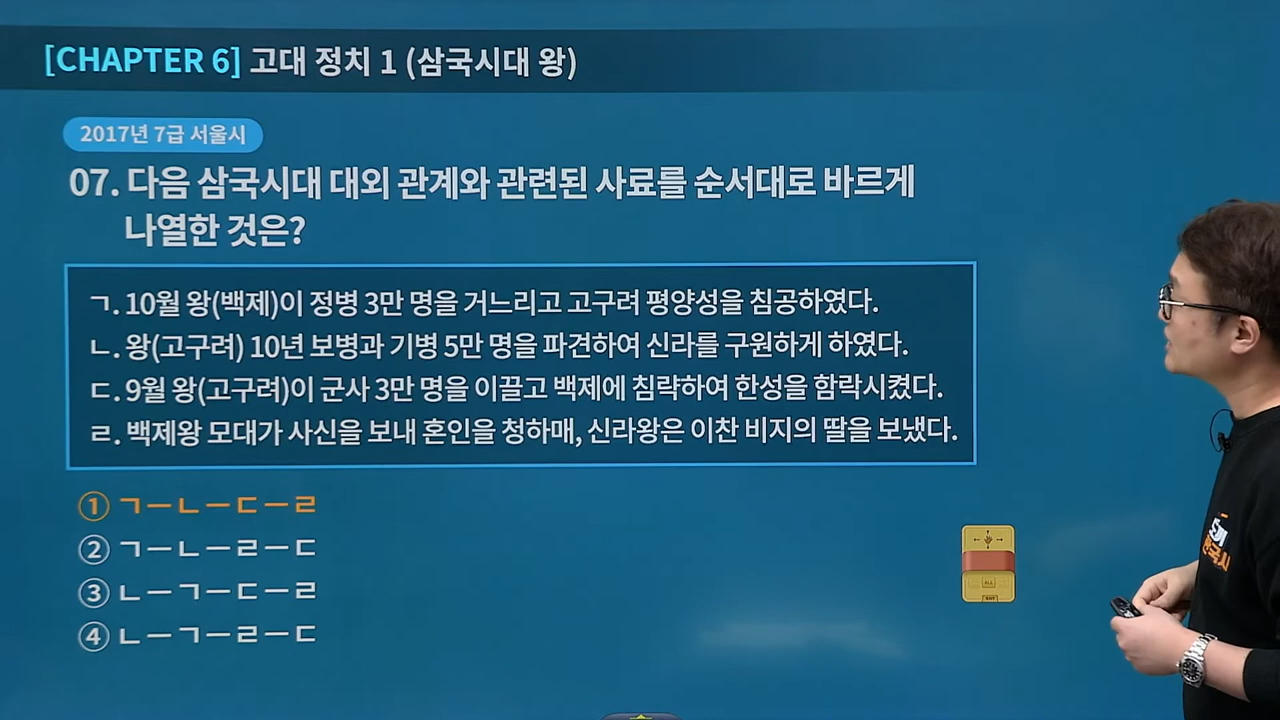 [CHAPTER 6] 고대 정치 1 (삼국시대 왕)
2017년 7급 서울시
07. 다음 삼국시대 대외 관계와 관련된 사료를 순서대로 바르게
나열한 것은?
ㄱ. 10월 왕(백제)이 정병 3만 명을 거느리고 고구려 평양성을 침공하였다.
ㄴ. 왕(고구려) 10년 보병과 기병 5만 명을 파견하여 신라를 구원하게 하였다.
ㄷ. 9월 왕(고구려)이 군사 3만 명을 이끌고 백제에 침략하여 한성을 함락시켰다.
ㄹ. 백제왕 모대가 사신을 보내 혼인을 청하매, 신라왕은 이찬 비지의 딸을 보냈다.
① ㄱ-ㄴ-ㄷ-ㄹ
② ㄱ-ㄴ-ㄹ-ㄷ
③ ㄴ-ㄱ-ㄷ-ㄹ
④ ㄴ-ㄱ-ㄹ-ㄷ
ALL